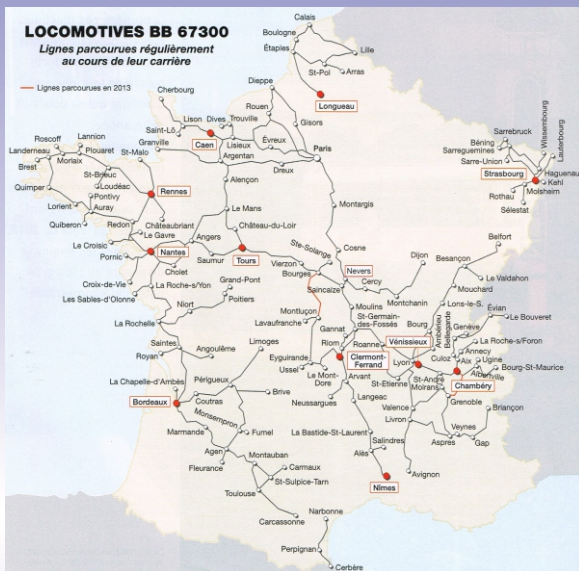 LOCOMOTIVES BB 67300
Lignes parcourues régulièrement
au cours de leur carrière
Lignes parcourues en 2013
Calais
Boulogne
Étaples
Lille
St-Pol
Arras
Longueau
Dieppe
Cherbourg
Rouen
Gisors
Lison
Dives
Trouville
Saint-Lô
Caen
Lisieux
Évreux
Granville
Argentan
Dreux
Paris
Wissembourg
Lauterbourg
Sarrebruck
Béning
Sarreguemines
Sarre-Union
Haguenau
Strasbourg
Kehl
Molsheim
Rothau
Sélestat
Roscoff
Lannion
Landerneau
Plouaret
St-Malo
Morlaix
Brest
St-Brieuc
Loudéac
Pontivy
Rennes
Quimper
Lorient
Auray
Quiberon
Redon
Châteaubriant
Le Gavre
Alençon
Le Mans
Château-du-Loir
Montargis
Angers
Le Croisic
Nantes
Pornic
Cholet
Saumur
Tours
Vierzon
Ste-Solange
Bourges
Cosne
Nevers
Dijon
Belfort
Besançon
Le Valdahon
Mouchard
Croix-de-Vie
La Roche-s/Yon
Les Sables-d'Olonne
Grand-Pont
Poitiers
Niort
La Rochelle
Saincaize
Cercy
Montchanin
Lons-le-S.
Moulins
Montluçon
Lavaufranche
Gannat
St-Germain
des-Fossés
Bourg
Ambérieu
Bellegarde
Genève
Évian
Le Bouveret
La Roche-s/Foron
Annecy
Aix
Ugine
Bourg-St-Maurice
Albertville
Saintes
Royan
Angoulême
Limoges
Eygurande
Ussel
Riom
Roanne
Vénissieux
Lyon
Culoz
Clermont-
Ferrand
Le Mont-
Dore
Chambéry
La Chapelle-d'Ambès
Périgueux
Neussargues
Arvant
St-Etienne
St-André
Moirans
Grenoble
Briançon
Bordeaux
Coutras
Brive
Langeac
Valence
Monsempron
Livron
Veynes
Marmande
Fumel
La Bastide-St-Laurent
Aspres
Gap
Agen
Montauban
Salindres
Alès
Fleurance
Carmaux
St-Sulpice-Tarn
Avignon
Toulouse
Nîmes
Carcassonne
Narbonne
Perpignan
Cerbère